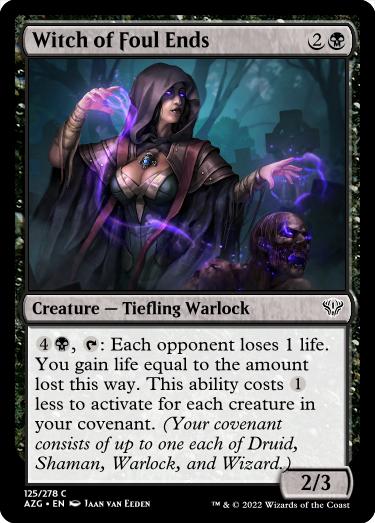 Witch of Foul Ends 2
Creature — Tiefling Warlock
4, : Each opponent loses 1 life.
You gain life equal to the amount
lost this way. This ability costs 1
less to activate for each creature in
your covenant. (Your covenant
consists of up to one each of Druid,
Shaman, Warlock, and Wizard.)
2/3
125/278 C
AZG • EN Jaan van Eeden ™ & © 2022 Wizards of the Coast